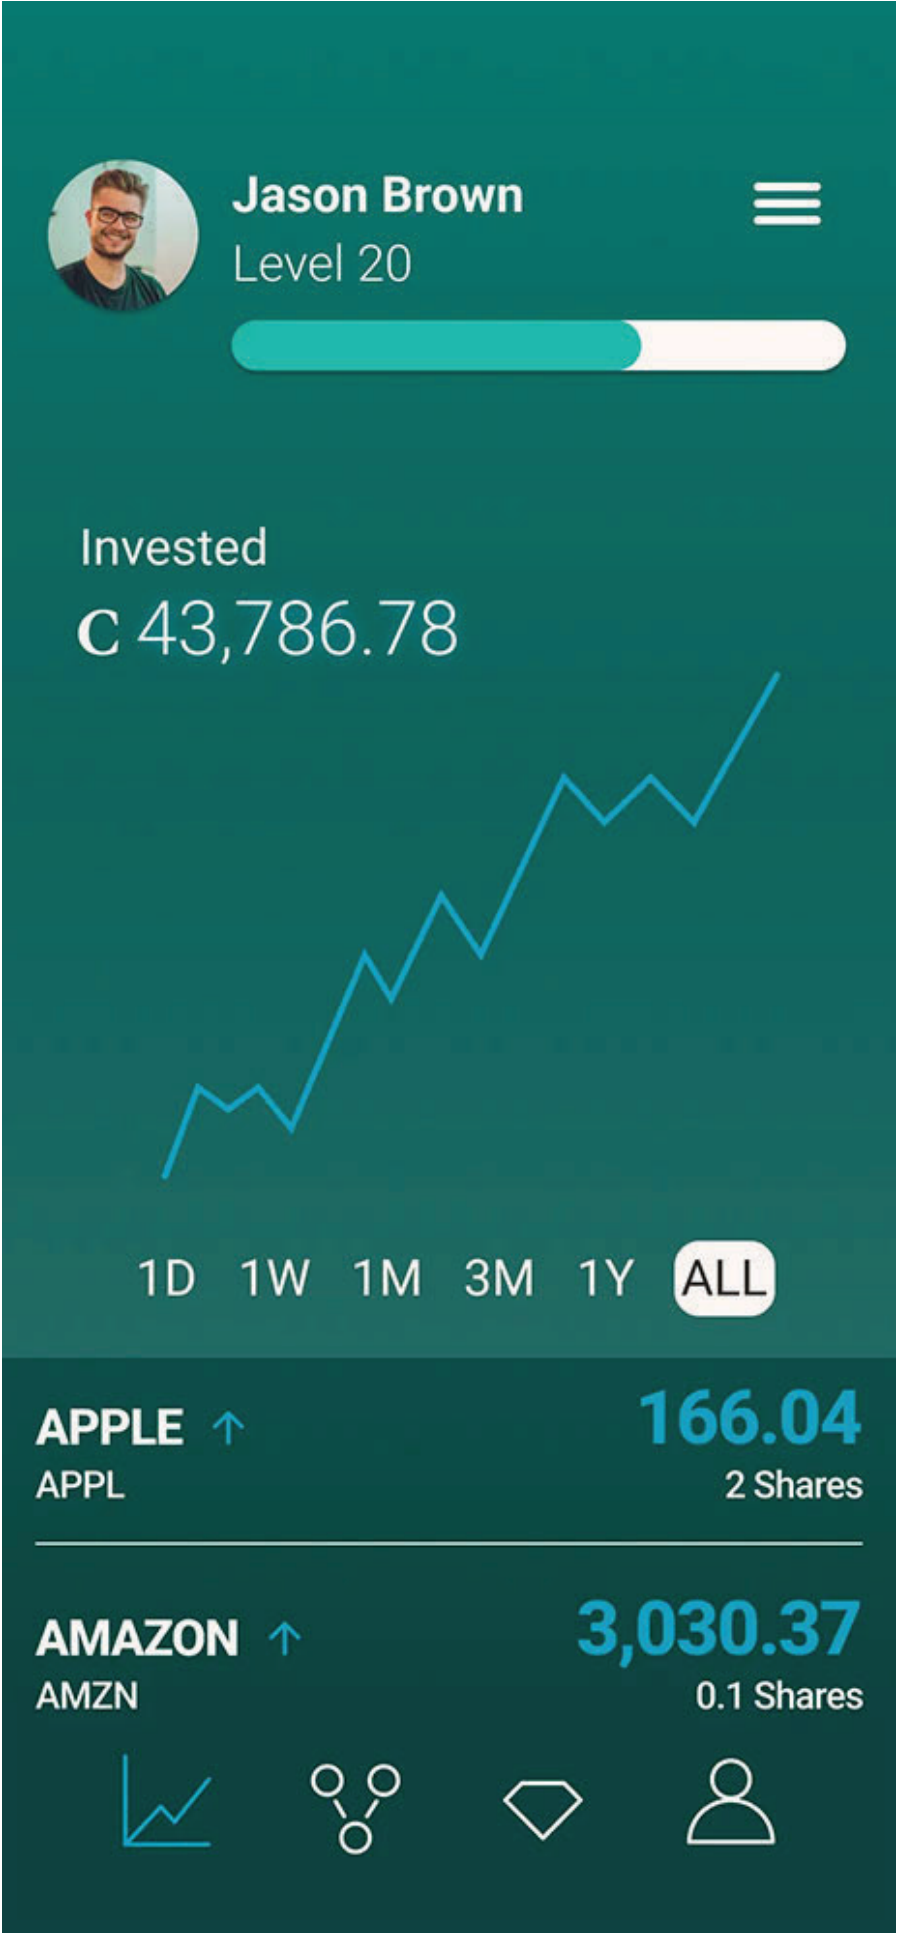 Jason Brown
Level 20
Invested
C 43,786.78
1D 1W 1M 3M 1Y ALL
APPLE ↑ 166.04
APPL 2 Shares
AMAZON ↑ 3,030.37
AMZN 0.1 Shares